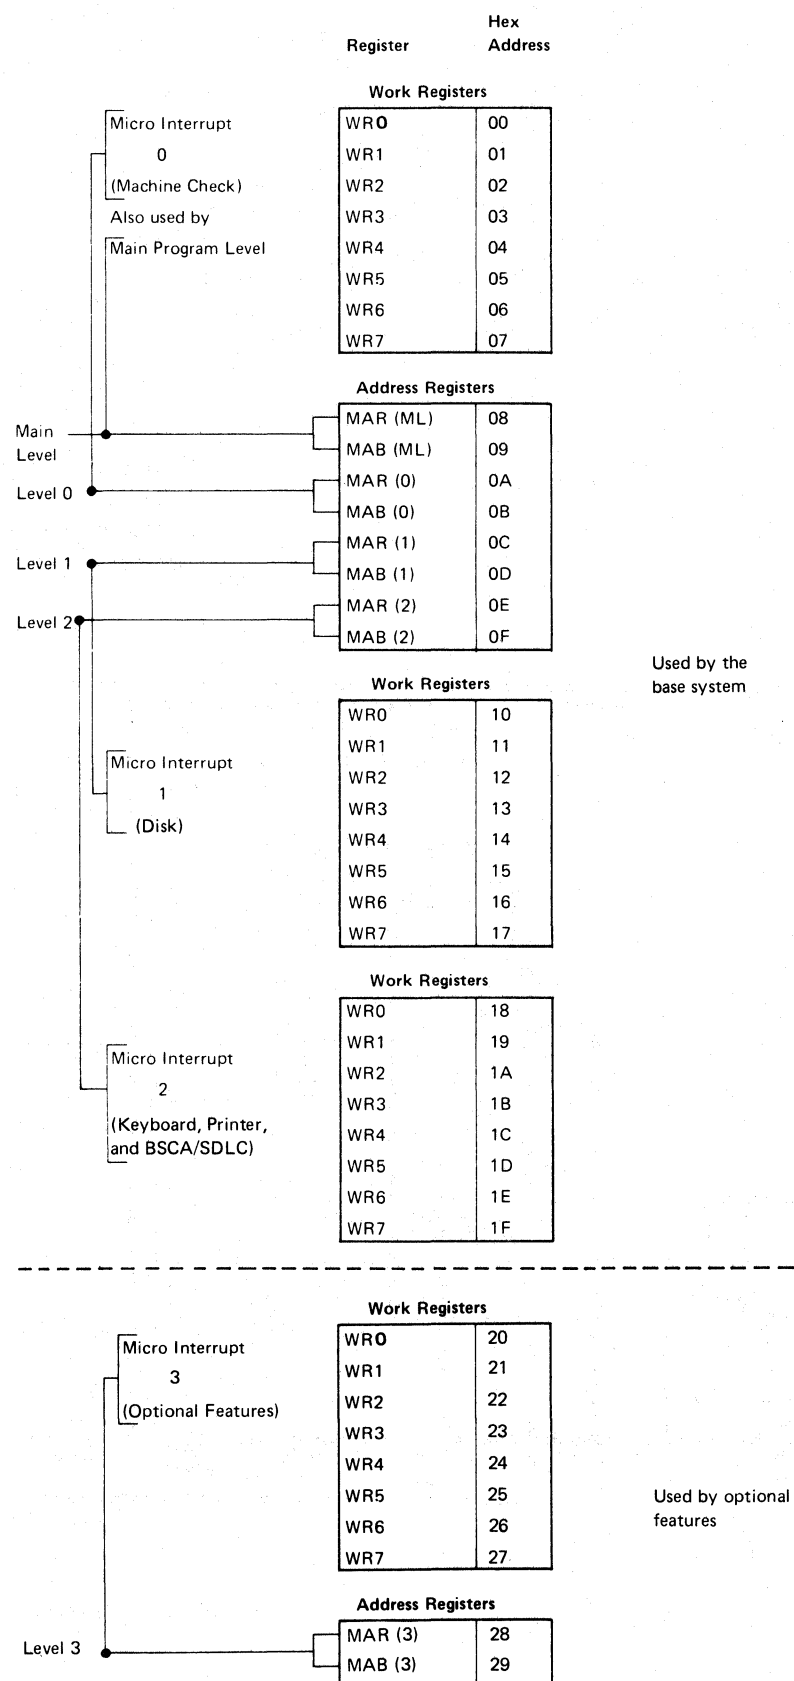 Hex
Register Address
Work Registers
Micro Interrupt WR0 00
0 WR1 01
(Machine Check) WR2 02
Also used by WR3 03
Main Program Level WR4 04
WR5 05
WR6 06
WR7 07
Address Registers
Main MAR (ML) 08
Level MAB (ML) 09
Level 0 MAR (0) 0A
MAB (0) 0B
Level 1 MAR (1) 0C
MAB (1) 0D
Level 2 MAR (2) 0E
MAB (2) 0F
Used by the
base system
Work Registers
WR0 10
WR1 11
Micro Interrupt WR2 12
1 WR3 13
(Disk) WR4 14
WR5 15
WR6 16
WR7 17
Work Registers
WR0 18
WR1 19
Micro Interrupt WR2 1A
2 WR3 1B
(Keyboard, Printer, WR4 1C
and BSCA/SDLC) WR5 1D
WR6 1E
WR7 1F
Work Registers
Micro Interrupt WR0 20
3 WR1 21
(Optional Features) WR2 22
WR3 23
WR4 24
WR5 25
WR6 26
WR7 27
Used by optional
features
Address Registers
Level 3 MAR (3) 28
MAB (3) 29